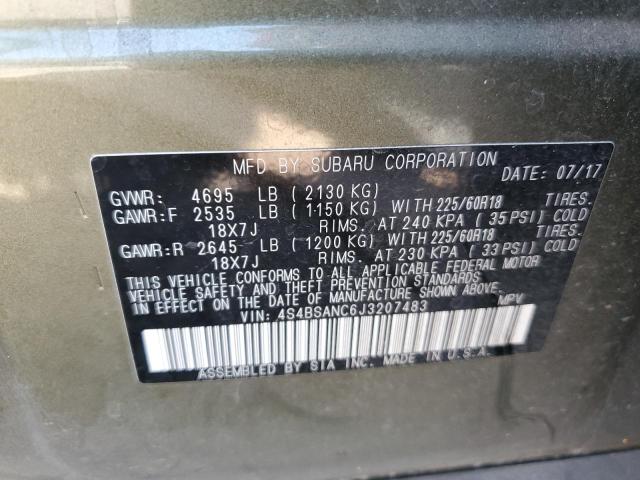 MFD BY SUBARU CORPORATION DATE: 07/17
GVWR: 4695 LB ( 2130 KG)
GAWR:F 2535 LB ( 1150 KG) WITH 225/60R18 TIRES.
18X7J RIMS. AT 240 KPA ( 35 PSI) COLD
GAWR:R 2645 LB ( 1200 KG) WITH 225/60R18 TIRES.
18X7J RIMS. AT 230 KPA ( 33 PSI) COLD
THIS VEHICLE CONFORMS TO ALL APPLICABLE FEDERAL MOTOR
VEHICLE SAFETY AND THEFT PREVENTION STANDARDS
IN EFFECT ON THE DATE OF MANUFACTURE SHOWN ABOVE.
VIN: 4S4BSANC6J3207483 MPV
ASSEMBLED BY SIA INC. MADE IN U.S.A.